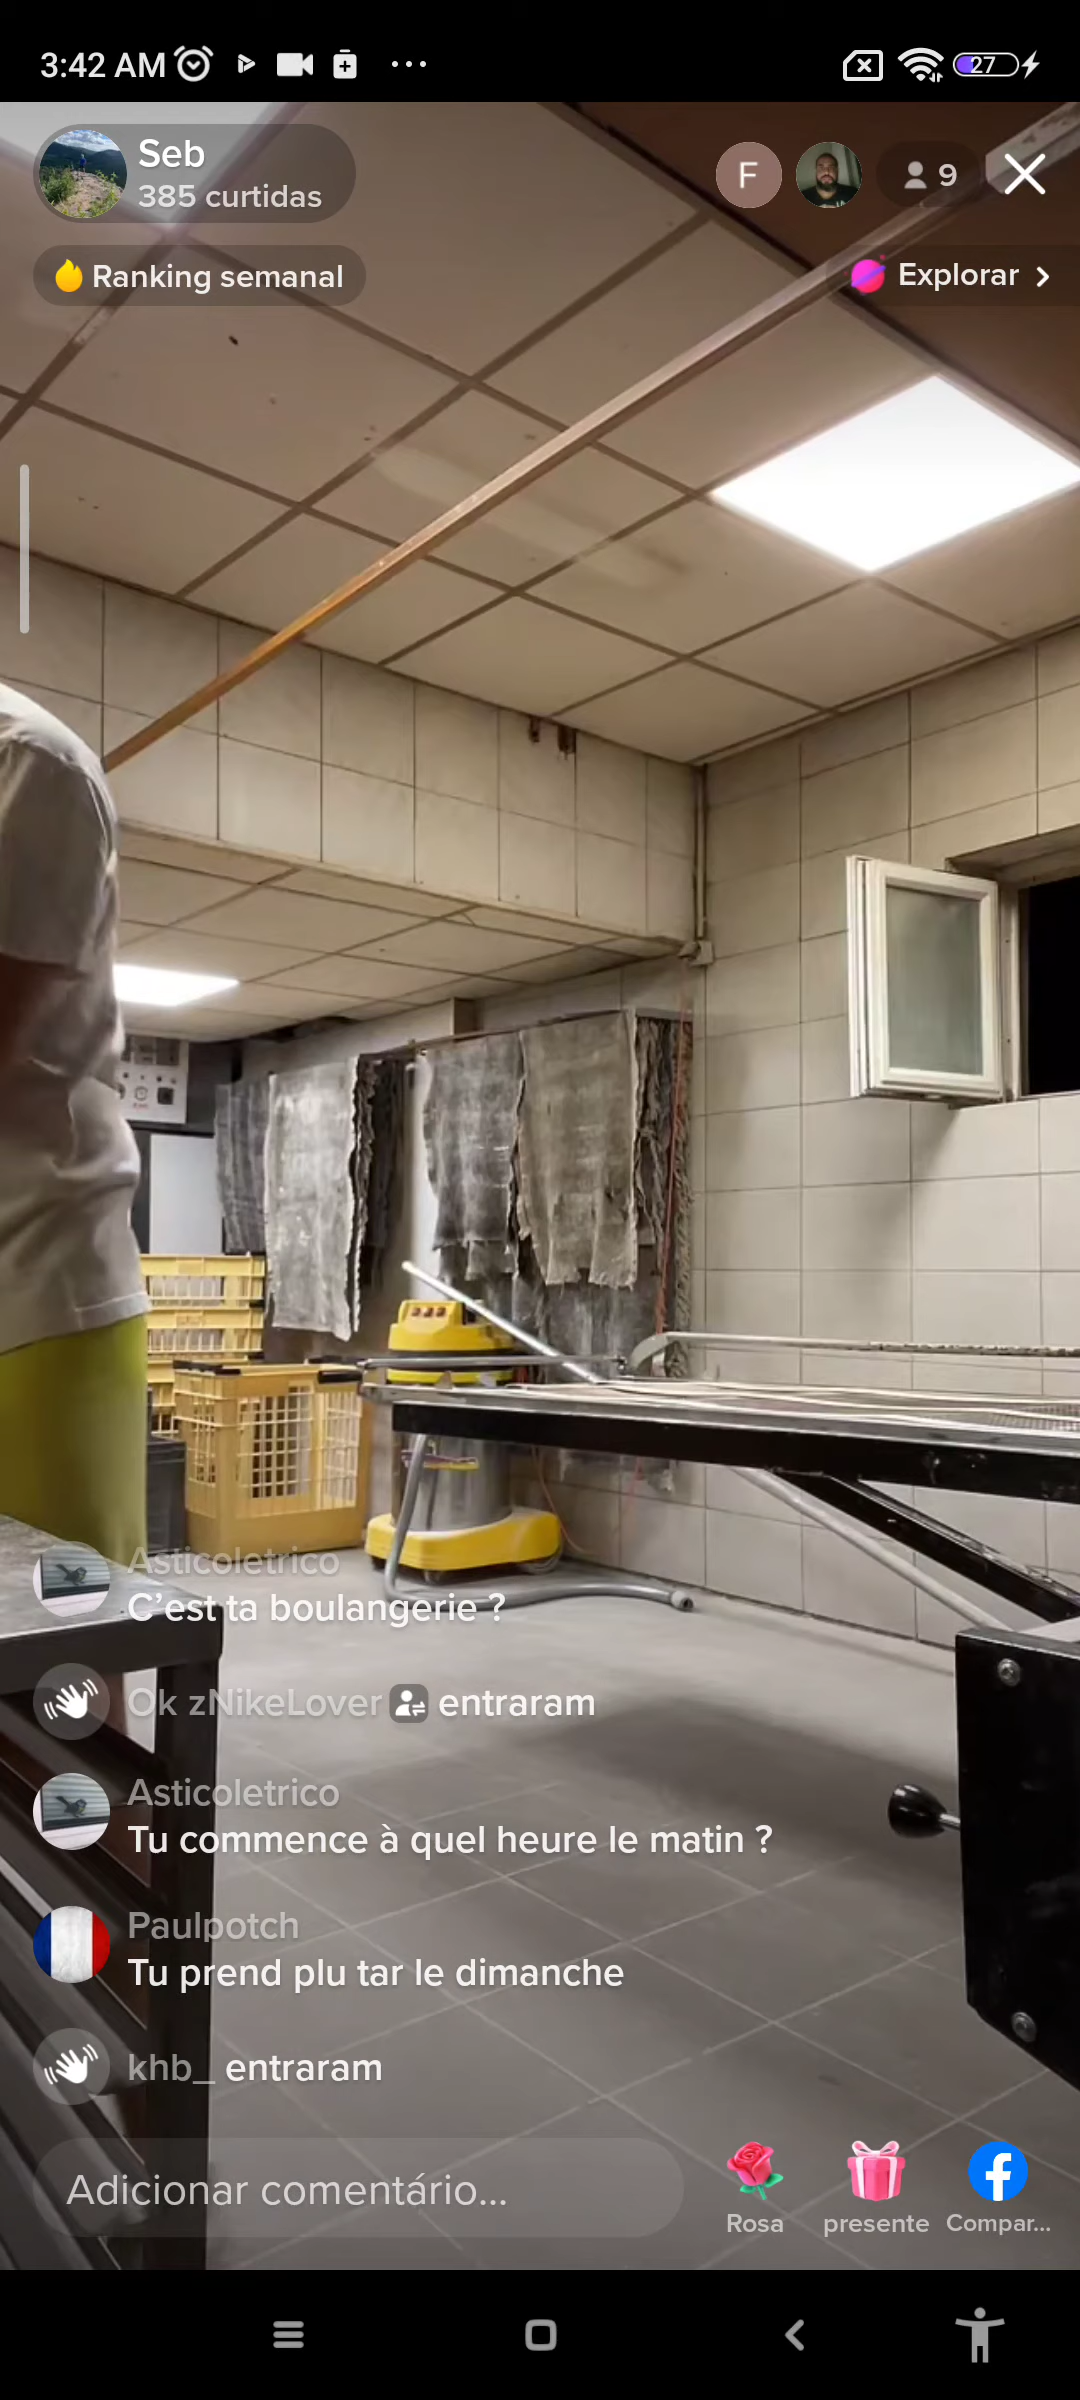 3:42 AM
27
Seb
385 curtidas
F
9
Ranking semanal
Explorar
Asticoletrico
C'est ta boulangerie ?
Ok zNikeLover entraram
Asticoletrico
Tu commence à quel heure le matin ?
Paulpotch
Tu prend plu tar le dimanche
khb_ entraram
Adicionar comentário...
Rosa
presente
Compar...